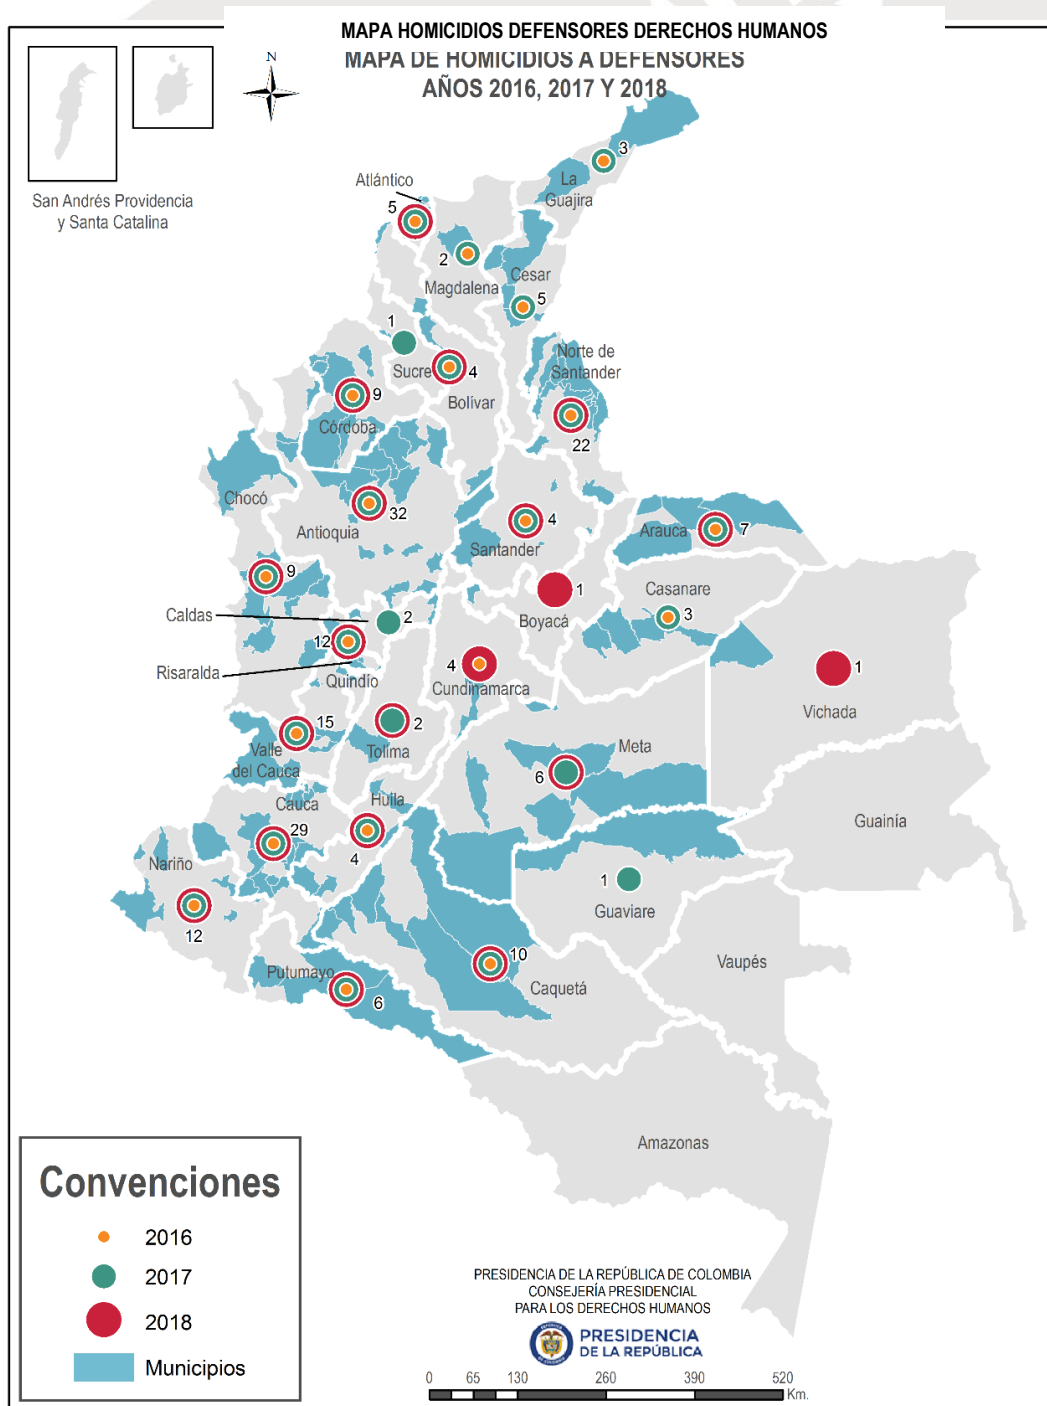 MAPA HOMICIDIOS DEFENSORES DERECHOS HUMANOS
MAPA DE HOMICIDIOS A DEFENSORES
AÑOS 2016, 2017 Y 2018
N
San Andrés Providencia
y Santa Catalina
3
La
Guajira
Atlántico
5
2
Magdalena
Cesar
5
1
Sucre
4
Bolívar
Norte de
Santander
22
9
Córdoba
Chocó
32
Antioquia
4
Santander
Arauca
7
9
Casanare
3
1
Boyacá
Caldas
2
12
Risaralda
Quindío
4
Cundinamarca
1
Vichada
15
Valle
del Cauca
2
Tolima
Meta
6
Cauca
29
Huila
4
Guainía
Nariño
12
1
Guaviare
Vaupés
10
Caquetá
Putumayo
6
Amazonas
Convenciones
2016
2017
2018
Municipios
PRESIDENCIA DE LA REPÚBLICA DE COLOMBIA
CONSEJERÍA PRESIDENCIAL
PARA LOS DERECHOS HUMANOS
PRESIDENCIA
DE LA REPÚBLICA
0 65 130 260 390 520
Km.